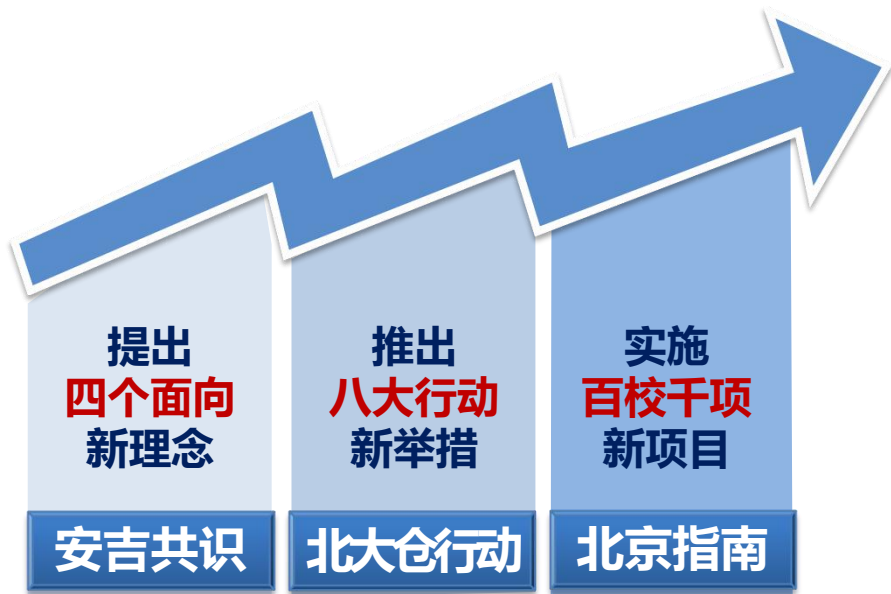 提出
四个面向
新理念
安吉共识
推出
八大行动
新举措
北大仓行动
实施
百校千项
新项目
北京指南